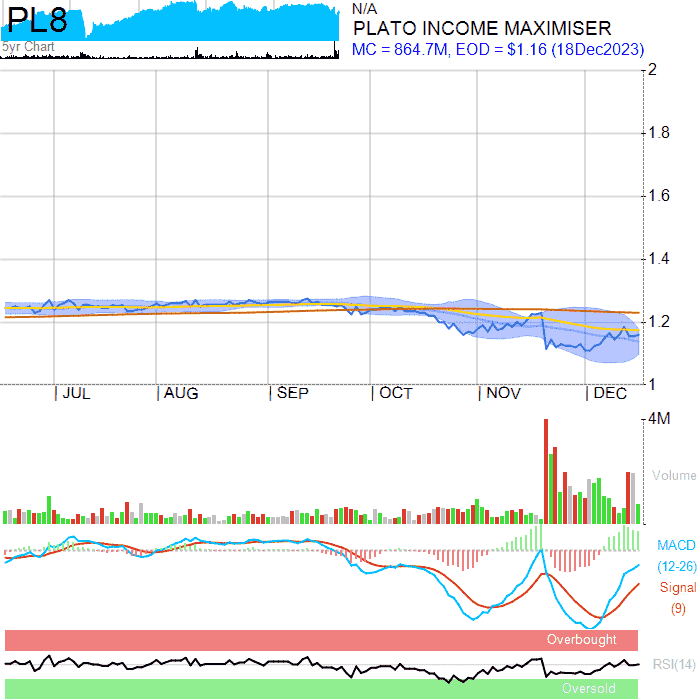 PL8
5yr Chart
N/A
PLATO INCOME MAXIMISER
MC = 864.7M, EOD = $1.16 (18Dec2023)
2
1.8
1.6
1.4
1.2
1
JUL AUG SEP OCT NOV DEC
4M
Volume
MACD
(12-26)
Signal
(9)
Overbought
RSI(14)
Oversold